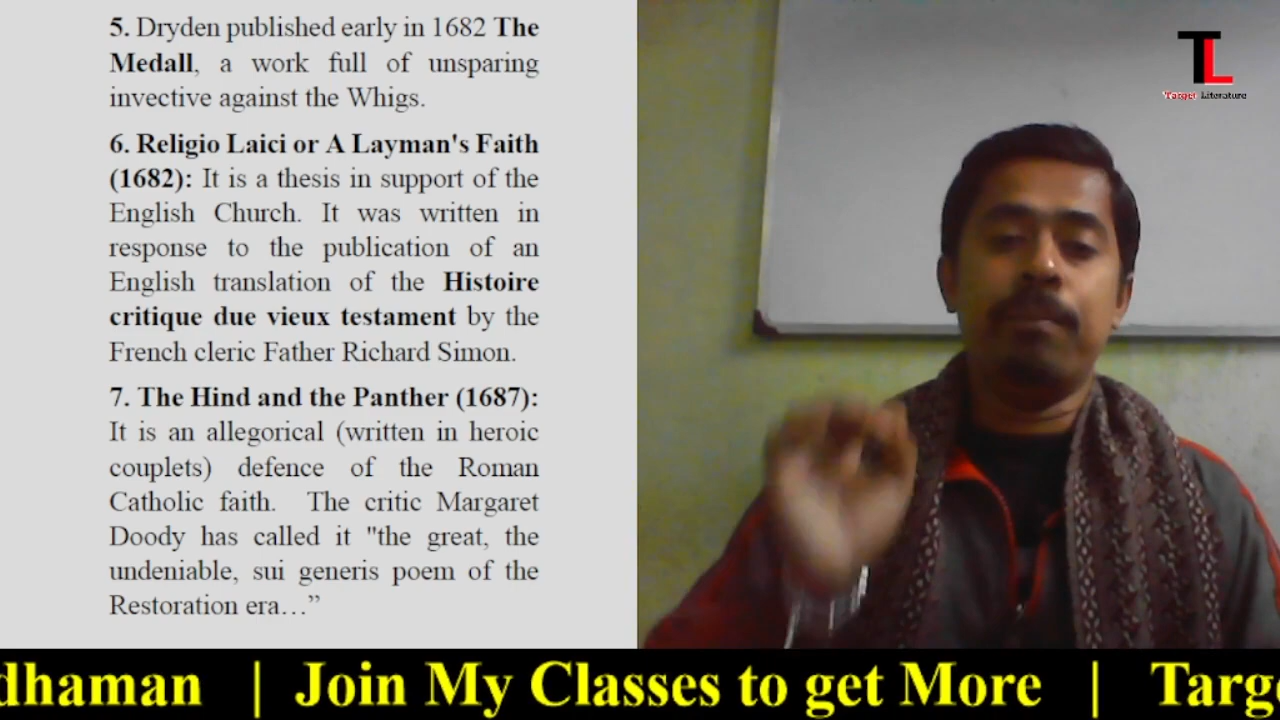 5. Dryden published early in 1682 The
Medall, a work full of unsparing
invective against the Whigs.
6. Religio Laici or A Layman's Faith
(1682): It is a thesis in support of the
English Church. It was written in
response to the publication of an
English translation of the Histoire
critique due vieux testament by the
French cleric Father Richard Simon.
7. The Hind and the Panther (1687):
It is an allegorical (written in heroic
couplets) defence of the Roman
Catholic faith. The critic Margaret
Doody has called it "the great, the
undeniable, sui generis poem of the
Restoration era…”
TL
Target Literature
dhaman | Join My Classes to get More | Targe